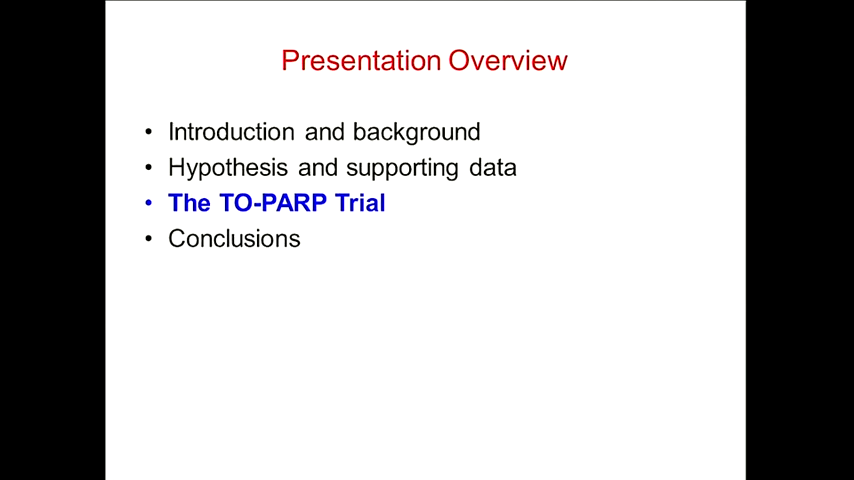 Presentation Overview
• Introduction and background
• Hypothesis and supporting data
• The TO-PARP Trial
• Conclusions